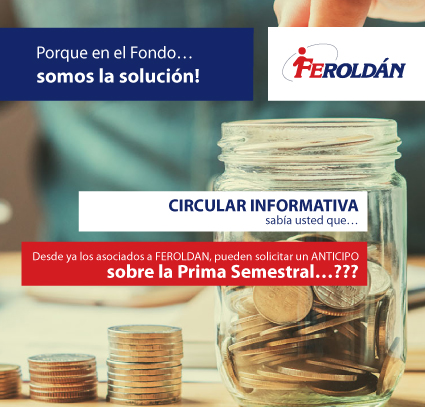 Porque en el Fondo…
somos la solución!
FEROLDÁN
CIRCULAR INFORMATIVA
sabía usted que…
Desde ya los asociados a FEROLDAN, pueden solicitar un ANTICIPO
sobre la Prima Semestral…???